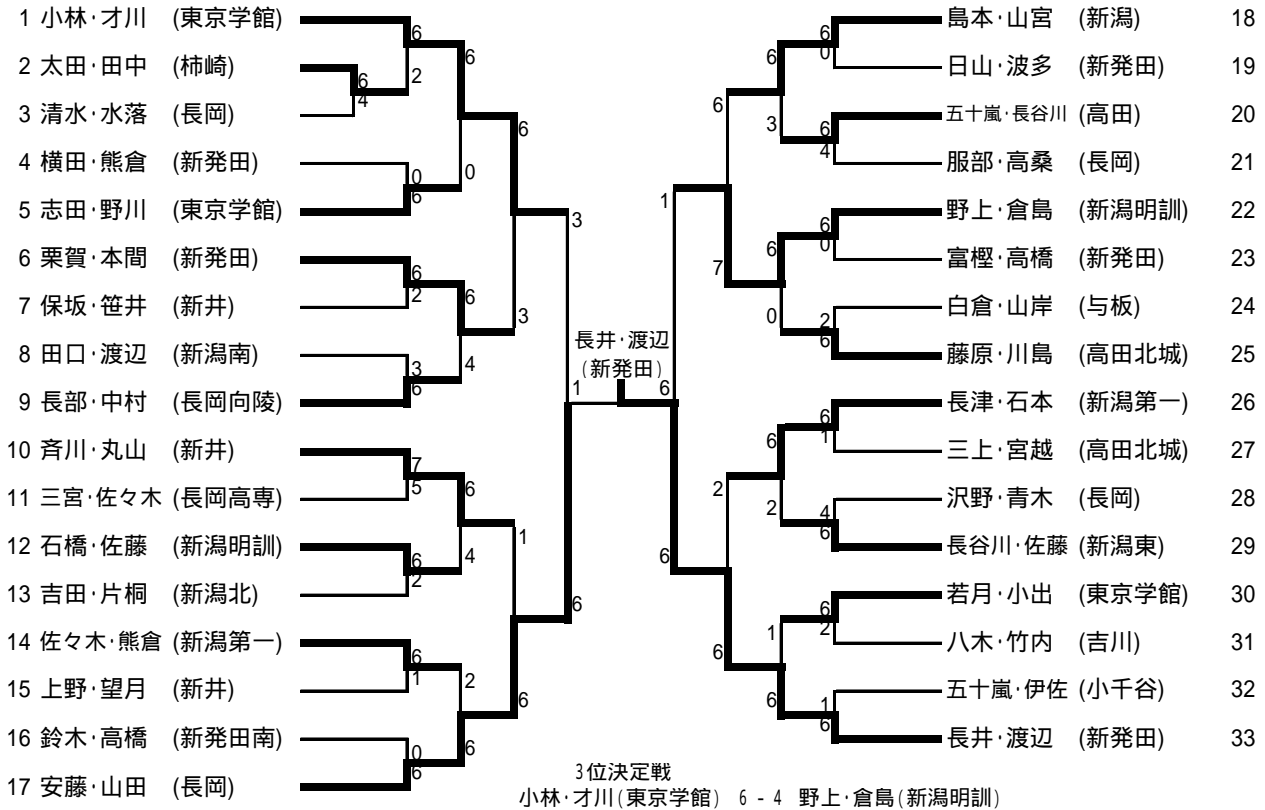 1 小林･才川 (東京学館)
2 太田･田中 (柿崎)
3 清水･水落 (長岡)
4 横田･熊倉 (新発田)
5 志田･野川 (東京学館)
6 栗賀･本間 (新発田)
7 保坂･笹井 (新井)
8 田口･渡辺 (新潟南)
9 長部･中村 (長岡向陵)
10 斉川･丸山 (新井)
11 三宮･佐々木 (長岡高専)
12 石橋･佐藤 (新潟明訓)
13 吉田･片桐 (新潟北)
14 佐々木･熊倉 (新潟第一)
15 上野･望月 (新井)
16 鈴木･高橋 (新発田南)
17 安藤･山田 (長岡)
6
4
6
2
0
6
6
2
3
6
7
5
6
2
6
1
0
6
6
0
6
4
6
4
2
6
6
3
1
6
3
6
1
長井･渡辺
(新発田)
6
1
6
6
7
2
6
6
3
6
0
6
2
1
6
6
0
6
4
6
0
2
6
6
1
4
6
6
2
1
6
島本･山宮 (新潟) 18
日山･波多 (新発田) 19
五十嵐･長谷川 (高田) 20
服部･高桑 (長岡) 21
野上･倉島 (新潟明訓) 22
富樫･高橋 (新発田) 23
白倉･山岸 (与板) 24
藤原･川島 (高田北城) 25
長津･石本 (新潟第一) 26
三上･宮越 (高田北城) 27
沢野･青木 (長岡) 28
長谷川･佐藤 (新潟東) 29
若月･小出 (東京学館) 30
八木･竹内 (吉川) 31
五十嵐･伊佐 (小千谷) 32
長井･渡辺 (新発田) 33
3位決定戦
小林･才川(東京学館) 6 - 4 野上･倉島(新潟明訓)